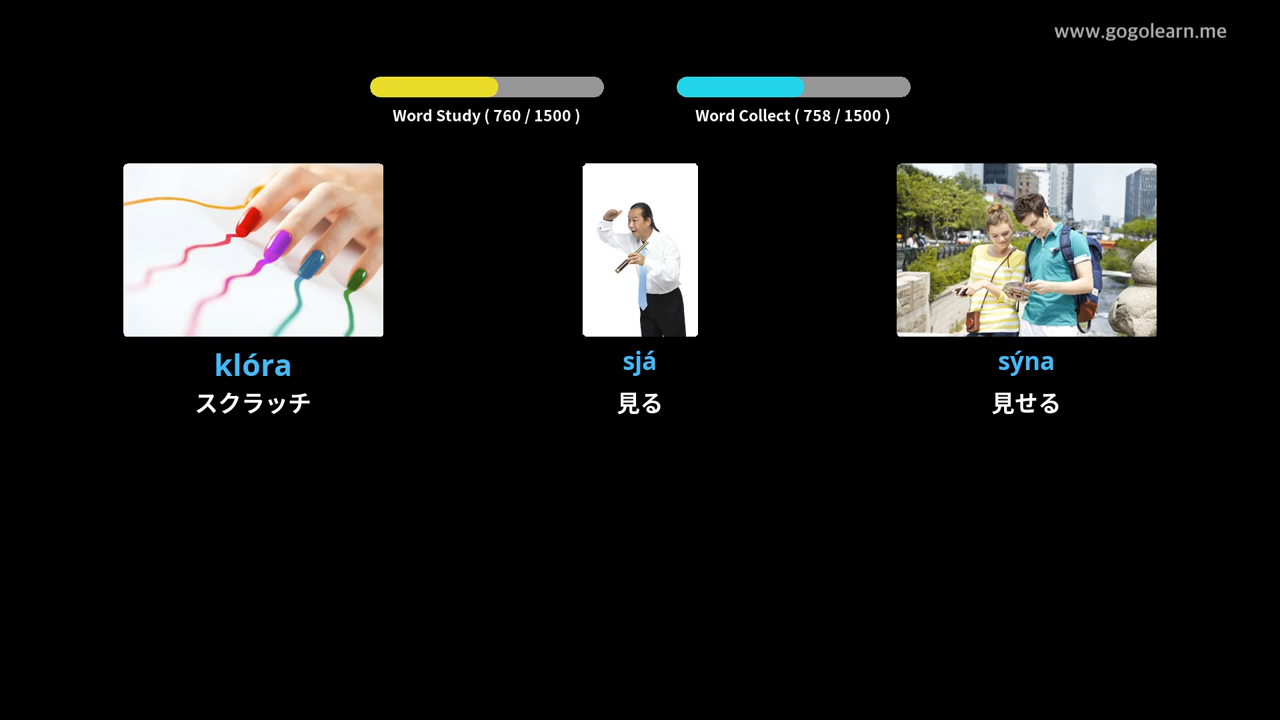 www.gogolearn.me
Word Study ( 760 / 1500 )
Word Collect ( 758 / 1500 )
klóra
スクラッチ
sjá
見る
sýna
見せる